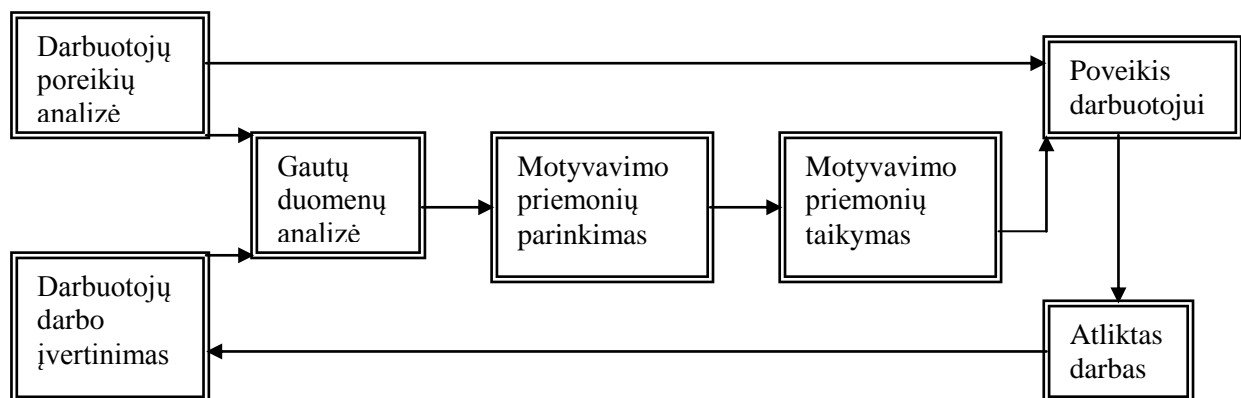 Darbuotojų
poreikių
analizė
Poveikis
darbuotojui
Gautų
duomenų
analizė
Motyvavimo
priemonių
parinkimas
Motyvavimo
priemonių
taikymas
Darbuotojų
darbo
įvertinimas
Atliktas
darbas